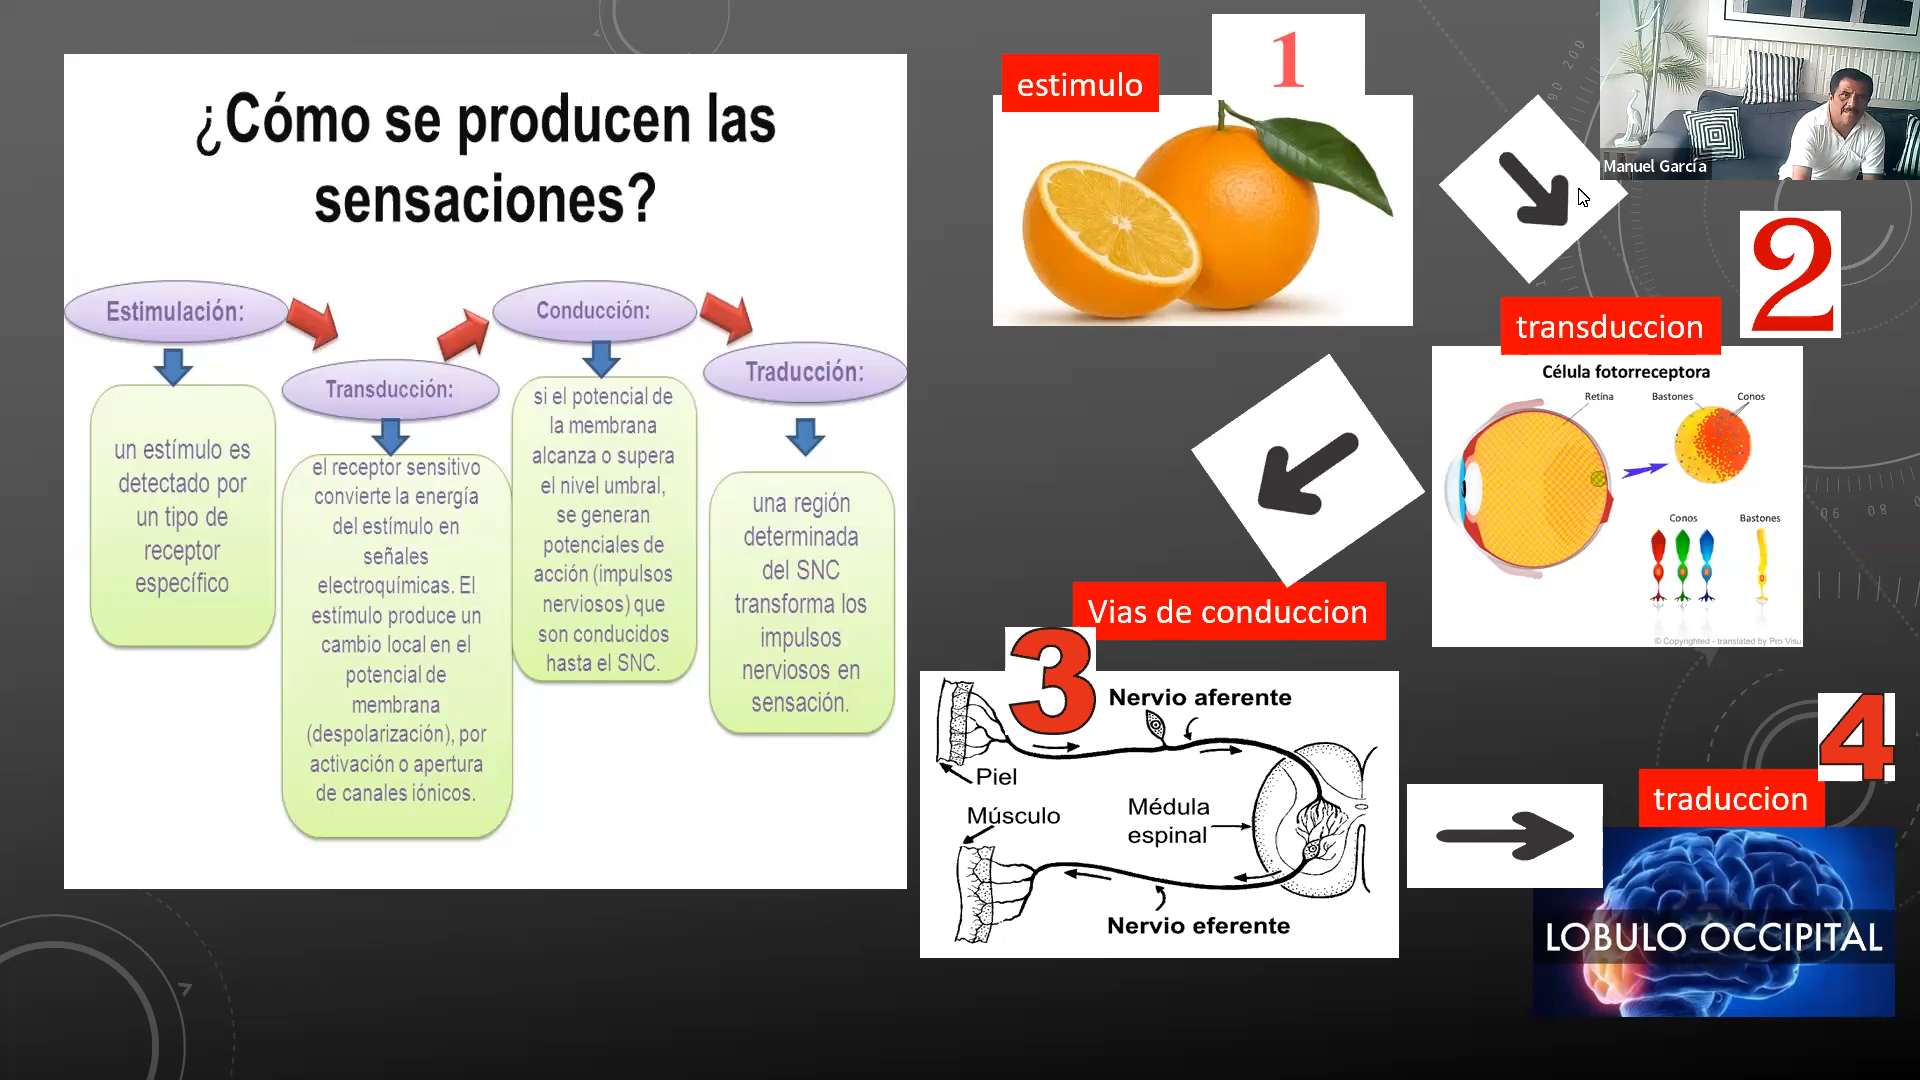 ¿Cómo se producen las
sensaciones?
Estimulación:
un estímulo es
detectado por
un tipo de
receptor
específico
Transducción:
el receptor sensitivo
convierte la energía
del estímulo en
señales
electroquímicas. El
estímulo produce un
cambio local en el
potencial de
membrana
(despolarización), por
activación o apertura
de canales iónicos.
Conducción:
si el potencial de
la membrana
alcanza o supera
el nivel umbral,
se generan
potenciales de
acción (impulsos
nerviosos) que
son conducidos
hasta el SNC.
Traducción:
una región
determinada
del SNC
transforma los
impulsos
nerviosos en
sensación.
estimulo
1
Manuel García
2
transduccion
Célula fotorreceptora
Retina
Bastones
Conos
Conos
Bastones
© Copyrighted - translated by Pro Visu
Vias de conduccion
3
Nervio aferente
Piel
Músculo
Médula
espinal
Nervio eferente
4
traduccion
LOBULO OCCIPITAL